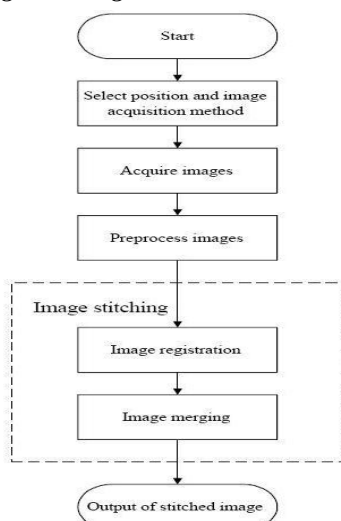 Start
Select position and image
acquisition method
Acquire images
Preprocess images
Image stitching
Image registration
Image merging
Output of stitched image